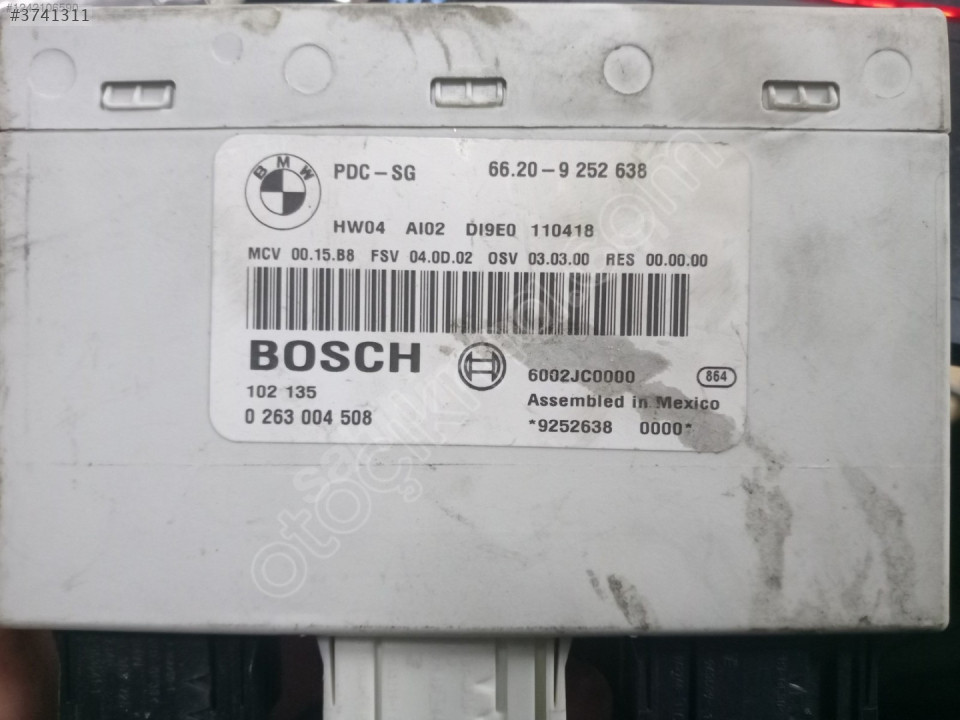 #1242106590
#3741311
BMW
PDC-SG 66.20-9 252 638
HW04 AI02 DI9E0 110418
MCV 00.15.B8 FSV 04.0D.02 OSV 03.03.00 RES 00.00.00
BOSCH
102 135
0 263 004 508
6002JC0000 864
Assembled in Mexico
*9252638 0000*